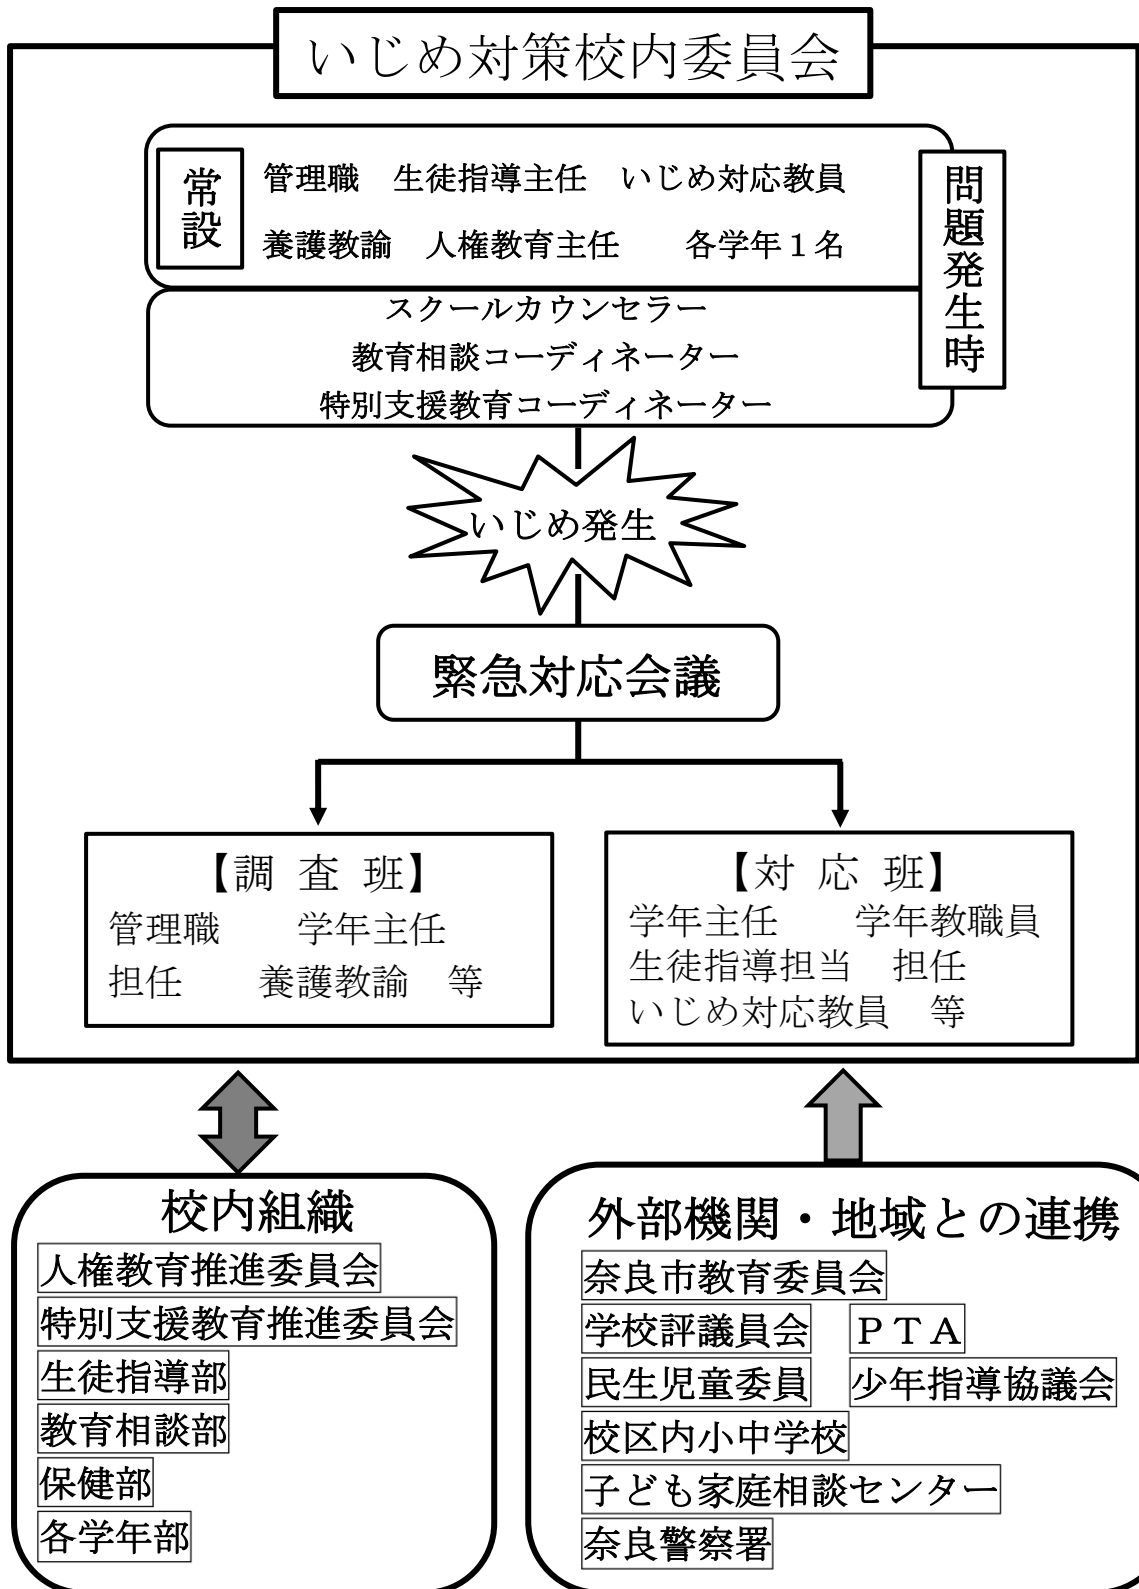 いじめ対策校内委員会
常設
管理職　生徒指導主任　いじめ対応教員
養護教諭　人権教育主任　　各学年１名
問題発生時
スクールカウンセラー
教育相談コーディネーター
特別支援教育コーディネーター
いじめ発生
緊急対応会議
【調 査 班】
管理職　　学年主任
担任　　養護教諭　等
【対 応 班】
学年主任　　学年教職員
生徒指導担当　担任
いじめ対応教員　等
校内組織
人権教育推進委員会
特別支援教育推進委員会
生徒指導部
教育相談部
保健部
各学年部
外部機関・地域との連携
奈良市教育委員会
学校評議員会　ＰＴＡ
民生児童委員　少年指導協議会
校区内小中学校
子ども家庭相談センター
奈良警察署